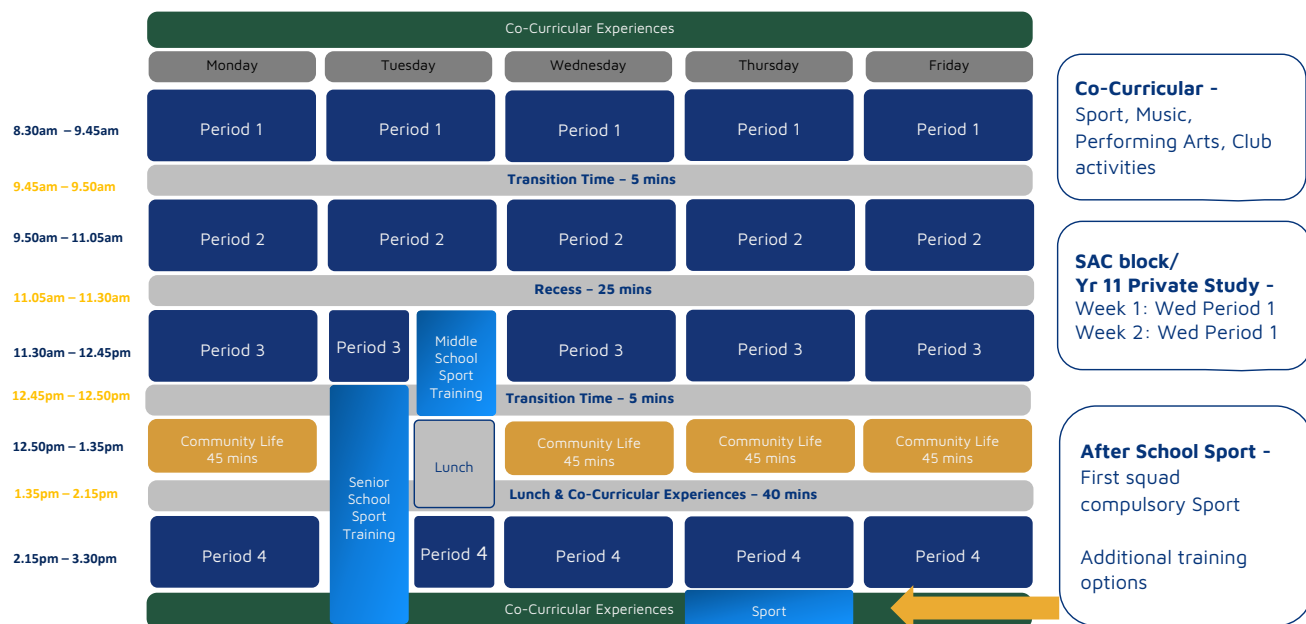 Co-Curricular Experiences
Monday
Tuesday
Wednesday
Thursday
Friday
8.30am – 9.45am
Period 1
Period 1
Period 1
Period 1
Period 1
9.45am – 9.50am
Transition Time – 5 mins
9.50am – 11.05am
Period 2
Period 2
Period 2
Period 2
Period 2
11.05am – 11.30am
Recess – 25 mins
11.30am – 12.45pm
Period 3
Period 3
Middle
School
Sport
Training
Period 3
Period 3
Period 3
12.45pm – 12.50pm
Transition Time – 5 mins
12.50pm – 1.35pm
Community Life
45 mins
Senior
School
Sport
Training
Lunch
Community Life
45 mins
Community Life
45 mins
Community Life
45 mins
1.35pm – 2.15pm
Lunch & Co-Curricular Experiences – 40 mins
2.15pm – 3.30pm
Period 4
Period 4
Period 4
Period 4
Period 4
Co-Curricular Experiences
Sport
Co-Curricular -
Sport, Music,
Performing Arts, Club
activities
SAC block/
Yr 11 Private Study -
Week 1: Wed Period 1
Week 2: Wed Period 1
After School Sport -
First squad
compulsory Sport
Additional training
options